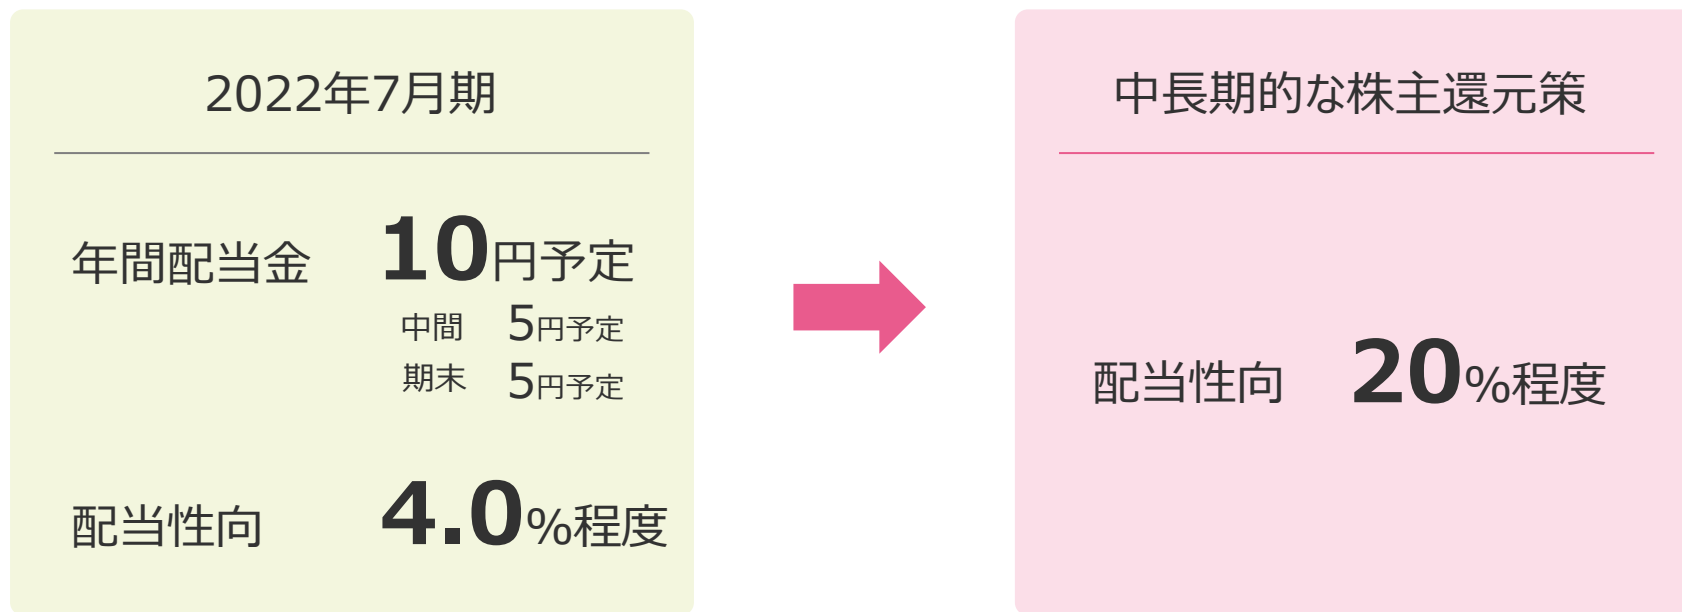 2022年7月期
年間配当金 10円予定
中間 5円予定
期末 5円予定
配当性向 4.0%程度
中長期的な株主還元策
配当性向 20%程度